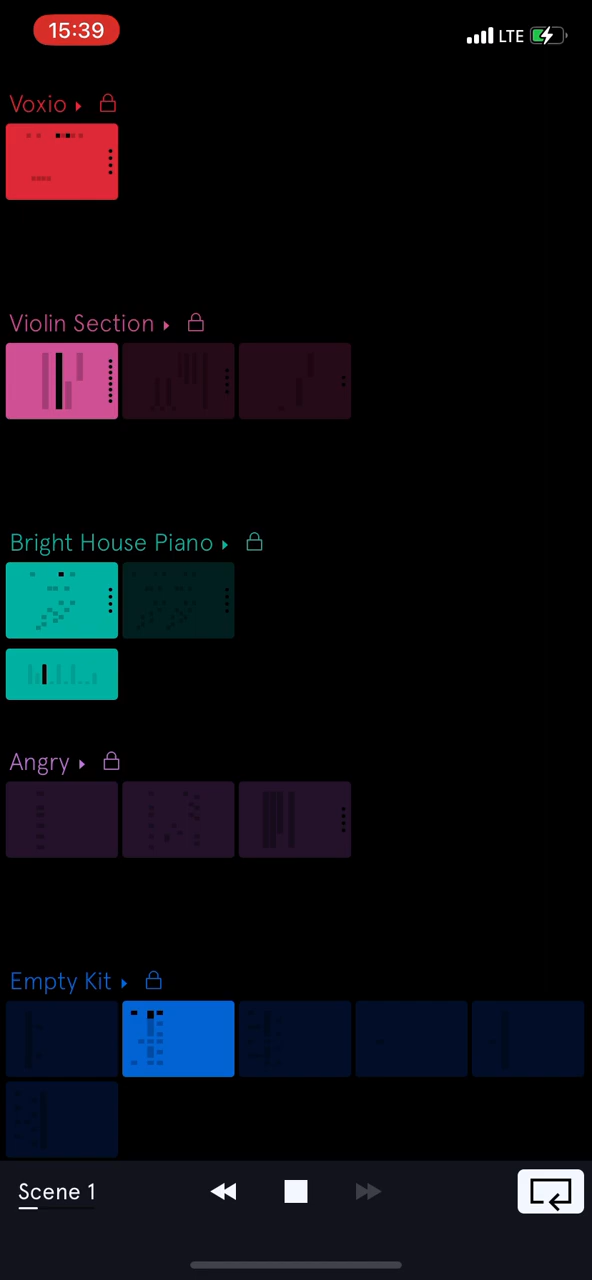 15:39
LTE
Voxio
Violin Section
Bright House Piano
Angry
Empty Kit
Scene 1